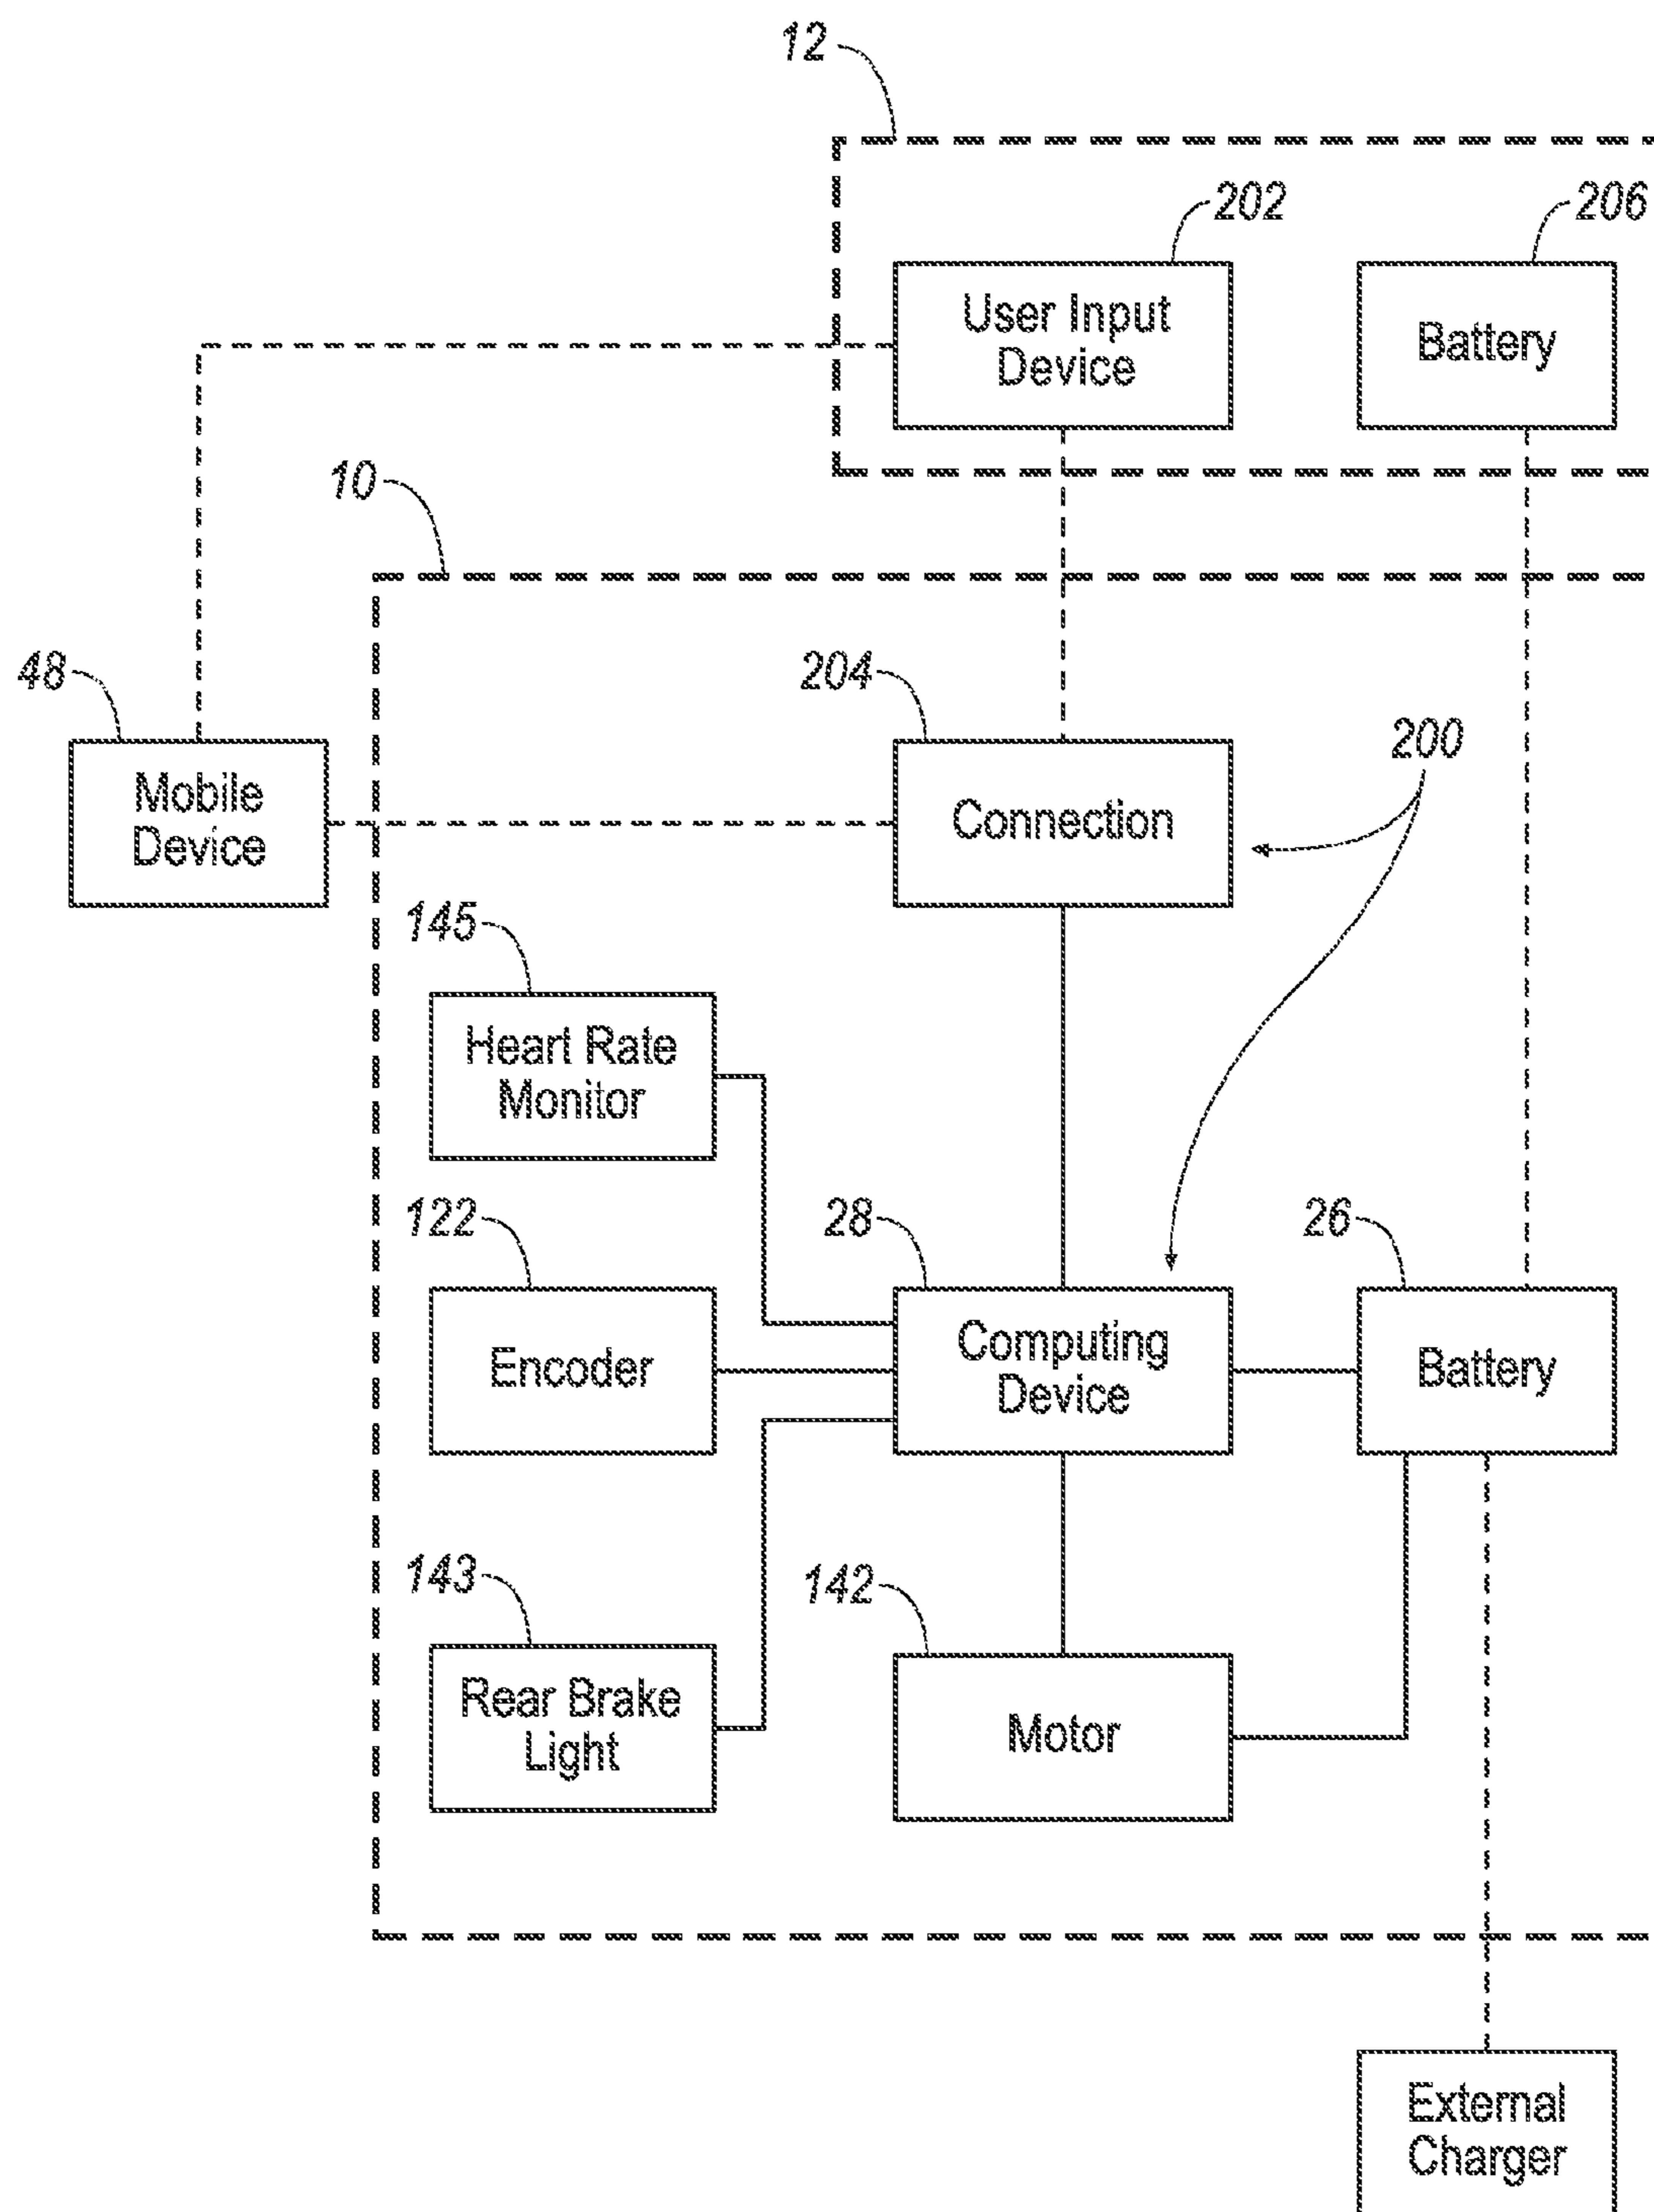 12
202
206
User Input
Device
Battery
10
48
204
200
Mobile
Device
Connection
145
Heart Rate
Monitor
122
28
26
Encoder
Computing
Device
Battery
143
142
Rear Brake
Light
Motor
External
Charger